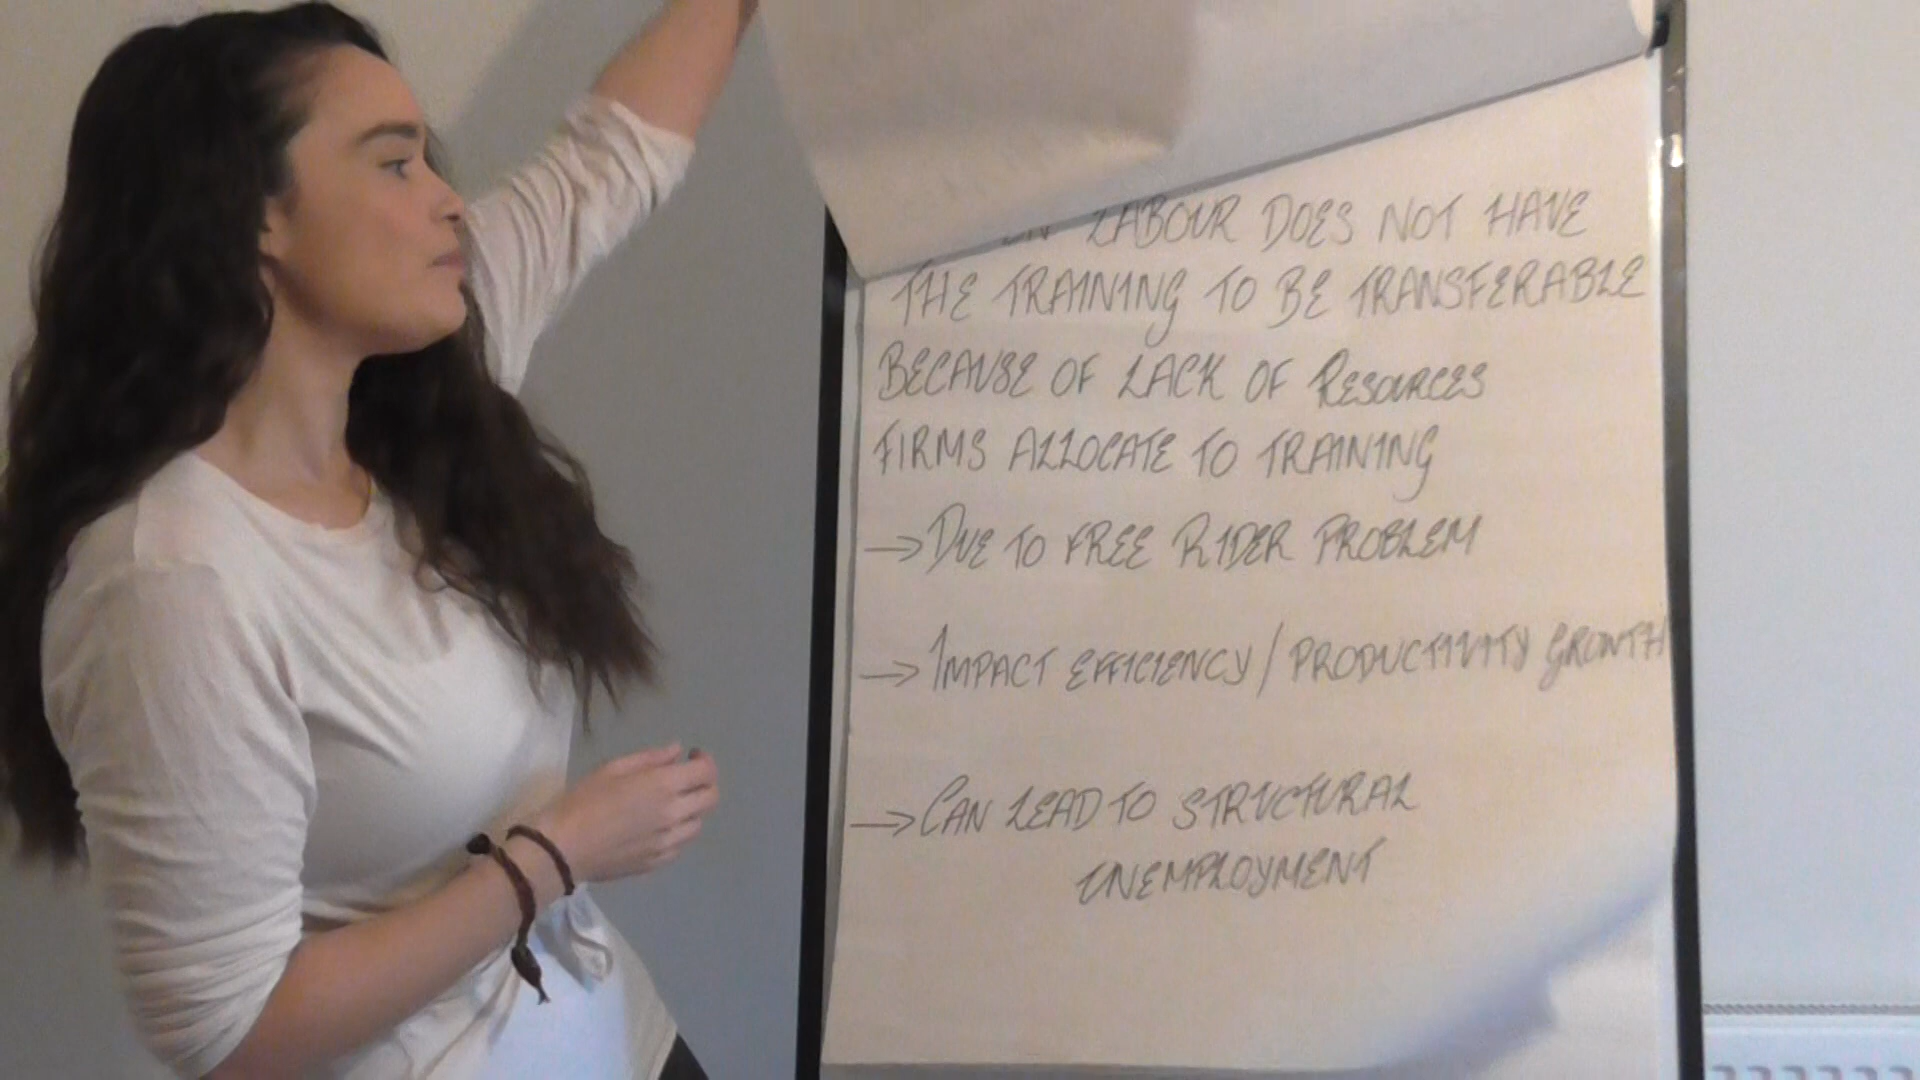 LABOUR DOES NOT HAVE
THE TRAINING TO BE TRANSFERABLE
BECAUSE OF LACK OF RESOURCES
FIRMS ALLOCATE TO TRAINING
→ DUE TO FREE RIDER PROBLEM
→ IMPACT EFFICIENCY / PRODUCTIVITY GROWTH
→ CAN LEAD TO STRUCTURAL
UNEMPLOYMENT